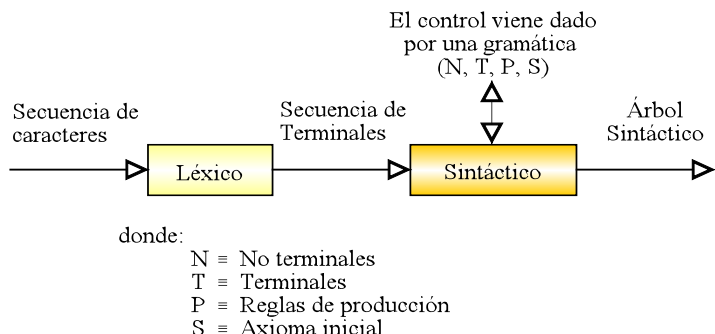 El control viene dado
por una gramática
(N, T, P, S)
Secuencia de
caracteres
Secuencia de
Terminales
Árbol
Sintáctico
Léxico
Sintáctico
donde:
N ≡ No terminales
T ≡ Terminales
P ≡ Reglas de producción
S ≡ Axioma inicial